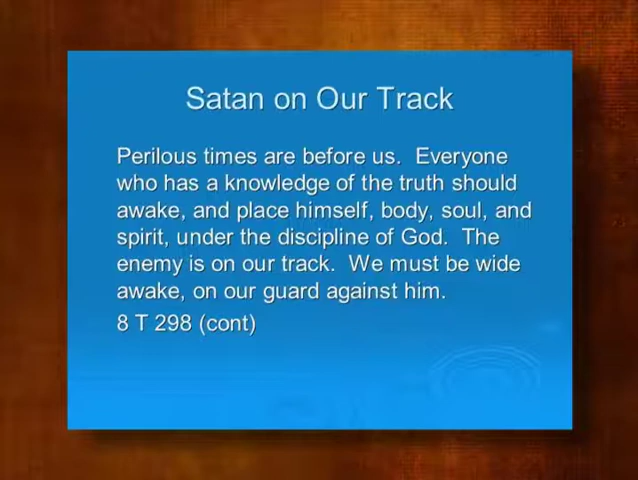 Satan on Our Track
Perilous times are before us.  Everyone
who has a knowledge of the truth should
awake, and place himself, body, soul, and
spirit, under the discipline of God.  The
enemy is on our track.  We must be wide
awake, on our guard against him.
8 T 298 (cont)